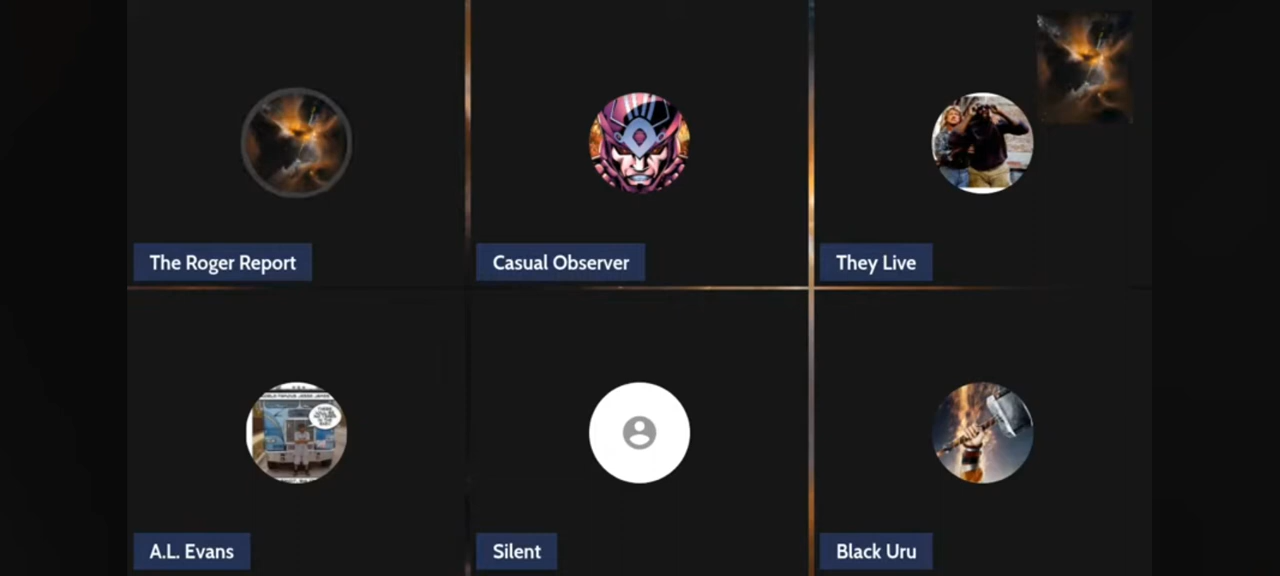 The Roger Report
Casual Observer
They Live
A.L. Evans
Silent
Black Uru